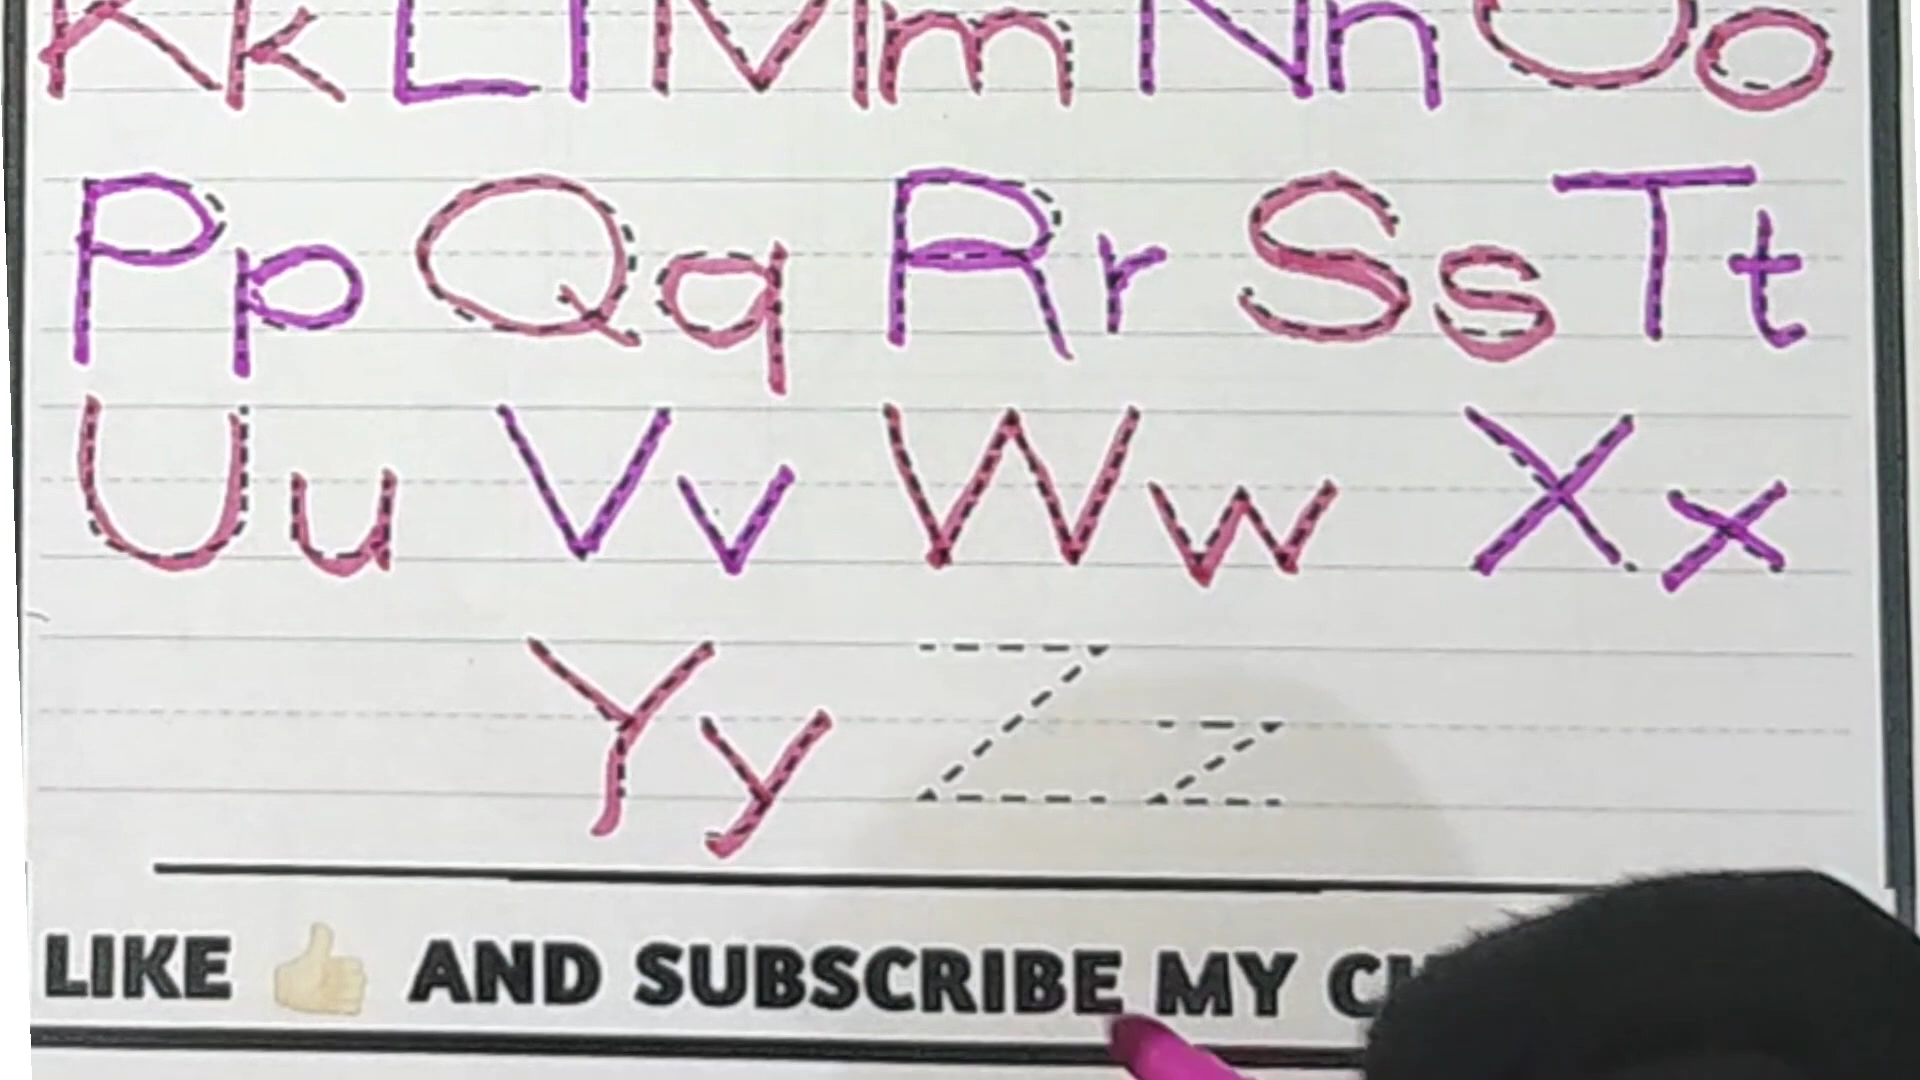 Kk Ll Mm Nn Oo
Pp Qq Rr Ss Tt
Uu Vv Ww Xx
Yy Zz
LIKE 👍 AND SUBSCRIBE MY